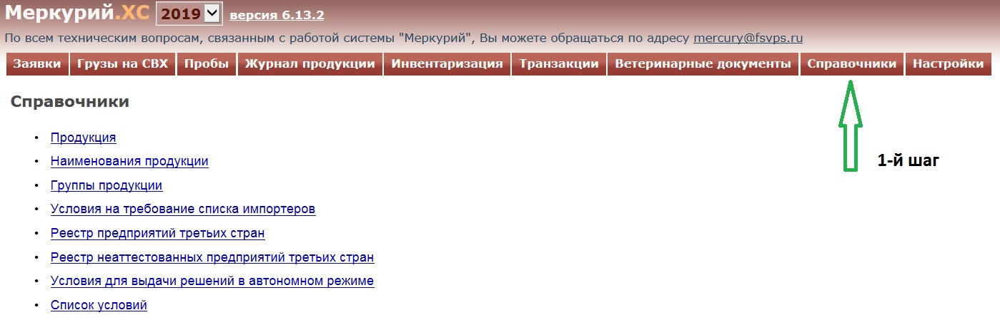 Меркурий.ХС 2019 версия 6.13.2
По всем техническим вопросам, связанным с работой системы "Меркурий", Вы можете обращаться по адресу mercury@fsvps.ru
Заявки Грузы на СВХ Пробы Журнал продукции Инвентаризация Транзакции Ветеринарные документы Справочники Настройки
Справочники
• Продукция
• Наименования продукции
• Группы продукции
1-й шаг
• Условия на требование списка импортеров
• Реестр предприятий третьих стран
• Реестр неаттестованных предприятий третьих стран
• Условия для выдачи решений в автономном режиме
• Список условий